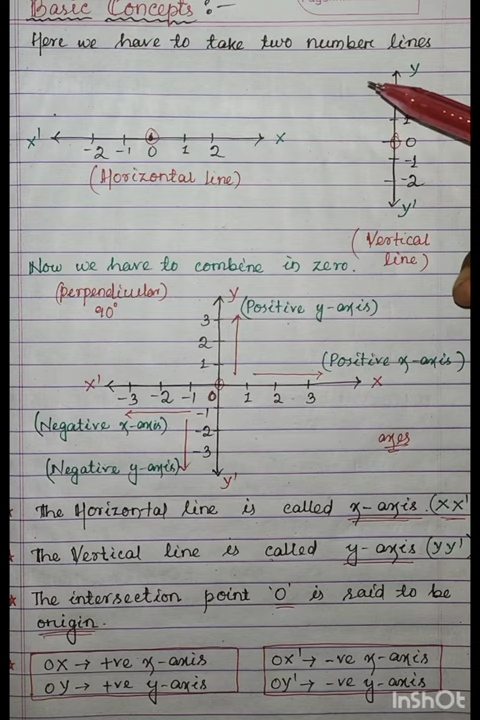 Basic Concepts :-
Here we have to take two number lines
y
1
0
-1
-2
y'
x' -2 -1 0 1 2 x
(Horizontal line)
(Vertical line)
Now we have to combine in zero.
(perpendicular)
90°
y
(Positive y-axis)
3
2
1
(Positive x-axis)
x' -3 -2 -1 0 1 2 3 x
-1
-2
-3
y'
(Negative x-axis)
(Negative y-axis)
axes
* The Horizontal line is called x-axis. (XX'
* The Vertical line is called y-axis (yy')
* The intersection point 'O' is said to be
origin.
* OX → +ve x-axis
OY → +ve y-axis
OX' → -ve x-axis
OY' → -ve y-axis
InShOt